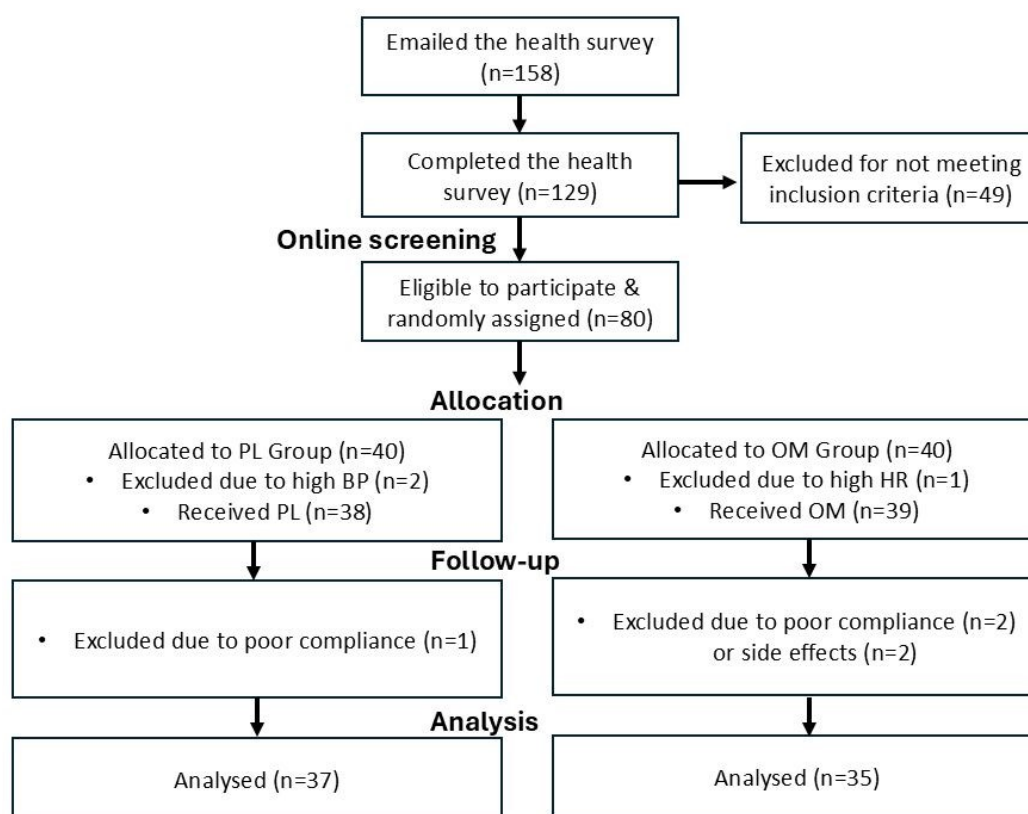 Emailed the health survey
(n=158)
Completed the health
survey (n=129)
Excluded for not meeting
inclusion criteria (n=49)
Online screening
Eligible to participate &
randomly assigned (n=80)
Allocation
Allocated to PL Group (n=40)
• Excluded due to high BP (n=2)
• Received PL (n=38)
Allocated to OM Group (n=40)
• Excluded due to high HR (n=1)
• Received OM (n=39)
Follow-up
• Excluded due to poor compliance (n=1)
• Excluded due to poor compliance (n=2)
or side effects (n=2)
Analysis
Analysed (n=37)
Analysed (n=35)